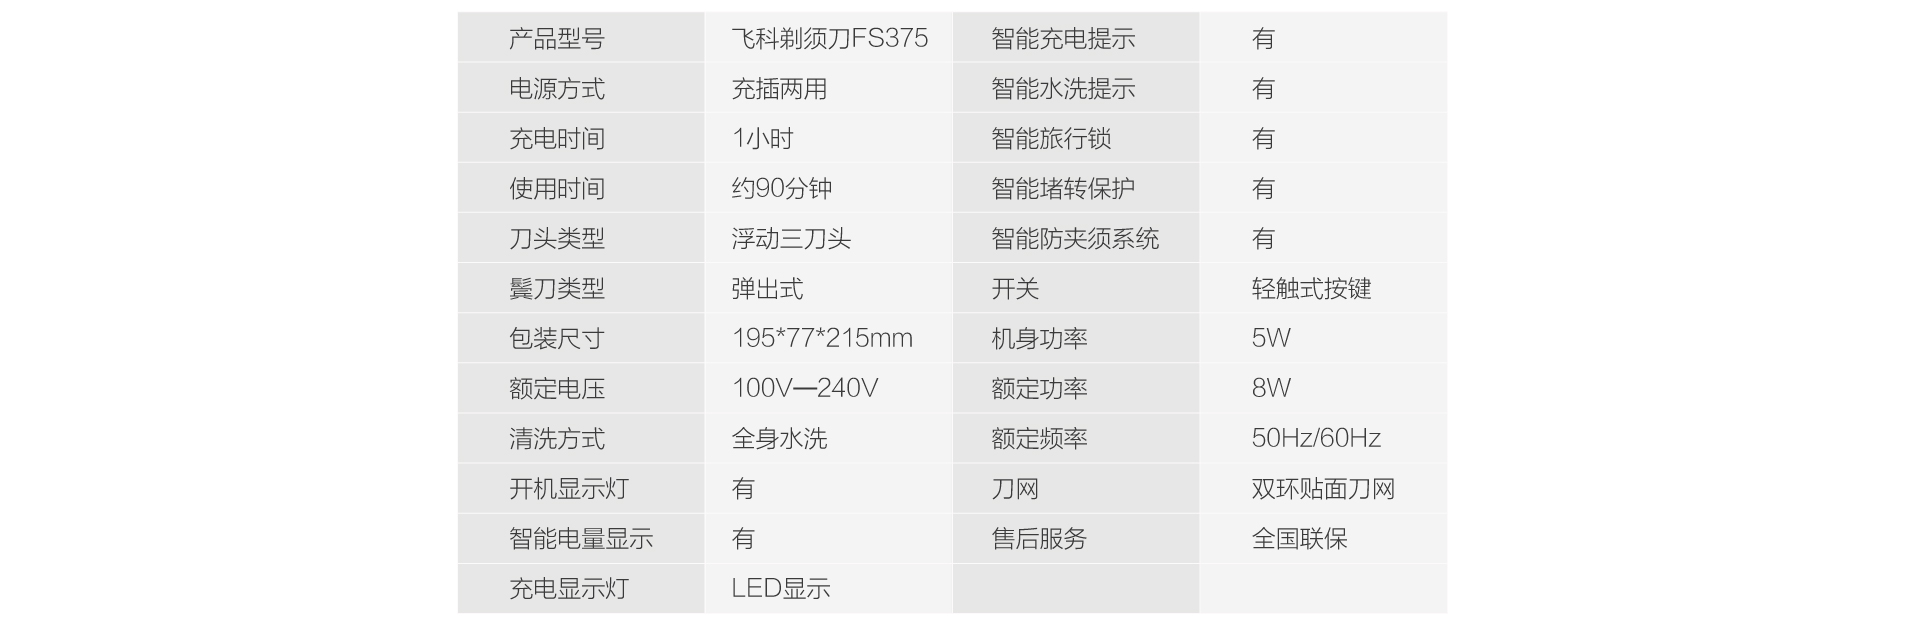 产品型号 飞科剃须刀FS375 智能充电提示 有
电源方式 充插两用 智能水洗提示 有
充电时间 1小时 智能旅行锁 有
使用时间 约90分钟 智能堵转保护 有
刀头类型 浮动三刀头 智能防夹须系统 有
鬓刀类型 弹出式 开关 轻触式按键
包装尺寸 195*77*215mm 机身功率 5W
额定电压 100V—240V 额定功率 8W
清洗方式 全身水洗 额定频率 50Hz/60Hz
开机显示灯 有 刀网 双环贴面刀网
智能电量显示 有 售后服务 全国联保
充电显示灯 LED显示